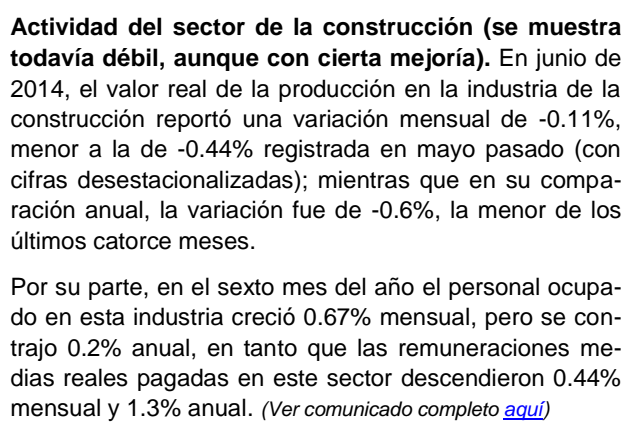 Actividad del sector de la construcción (se muestra
todavía débil, aunque con cierta mejoría). En junio de
2014, el valor real de la producción en la industria de la
construcción reportó una variación mensual de -0.11%,
menor a la de -0.44% registrada en mayo pasado (con
cifras desestacionalizadas); mientras que en su compa-
ración anual, la variación fue de -0.6%, la menor de los
últimos catorce meses.
Por su parte, en el sexto mes del año el personal ocupa-
do en esta industria creció 0.67% mensual, pero se con-
trajo 0.2% anual, en tanto que las remuneraciones me-
dias reales pagadas en este sector descendieron 0.44%
mensual y 1.3% anual. (Ver comunicado completo aquí)